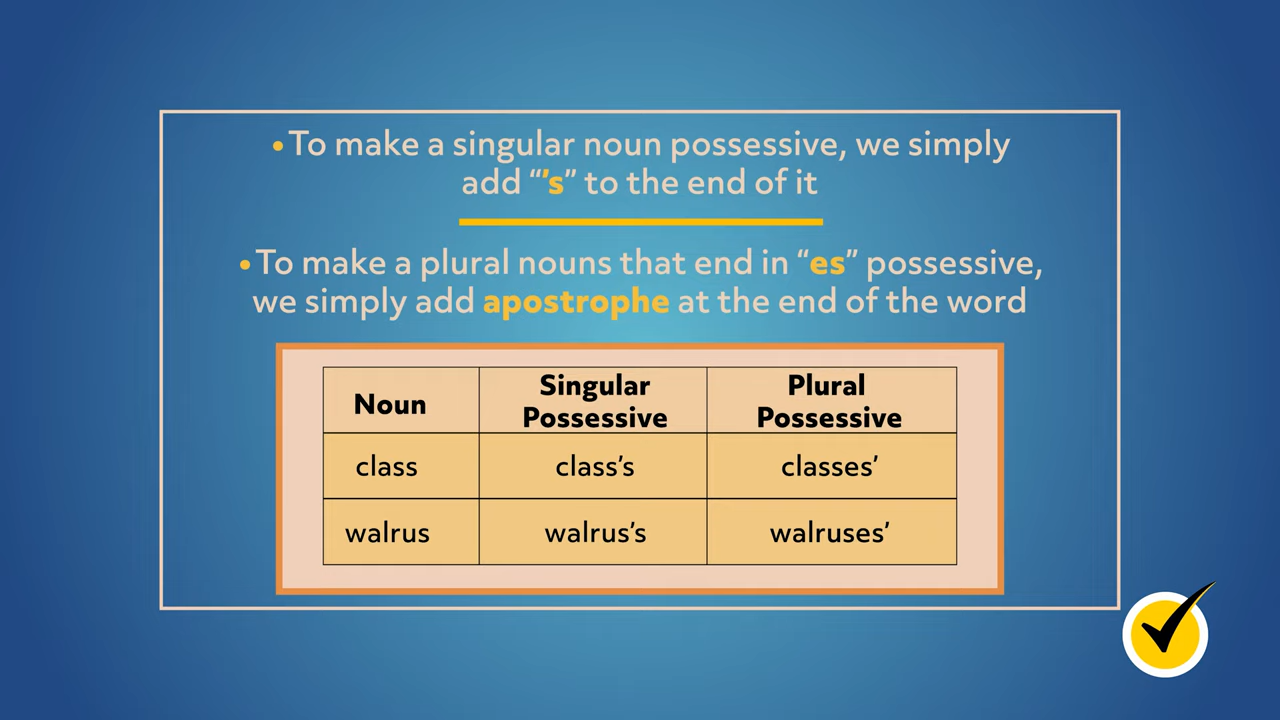 •To make a singular noun possessive, we simply
add “’s” to the end of it
•To make a plural nouns that end in “es” possessive,
we simply add apostrophe at the end of the word
Noun Singular Possessive Plural Possessive
class class’s classes’
walrus walrus’s walruses’